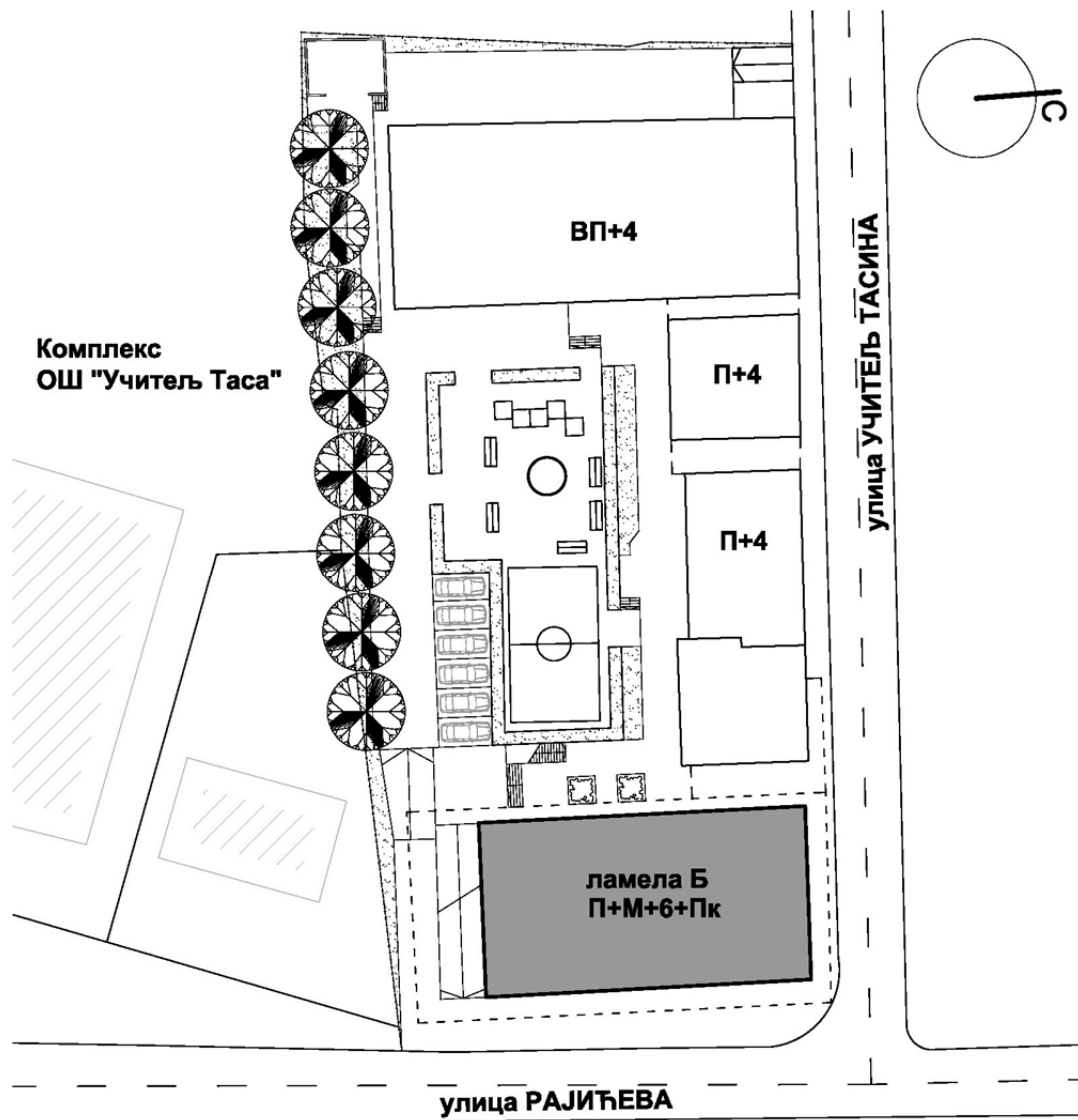 С
ВП+4
Комплекс
ОШ "Учитељ Таса"
П+4
улица УЧИТЕЉ ТАСИНА
П+4
ламела Б
П+М+6+Пк
улица РАЈИЋЕВА